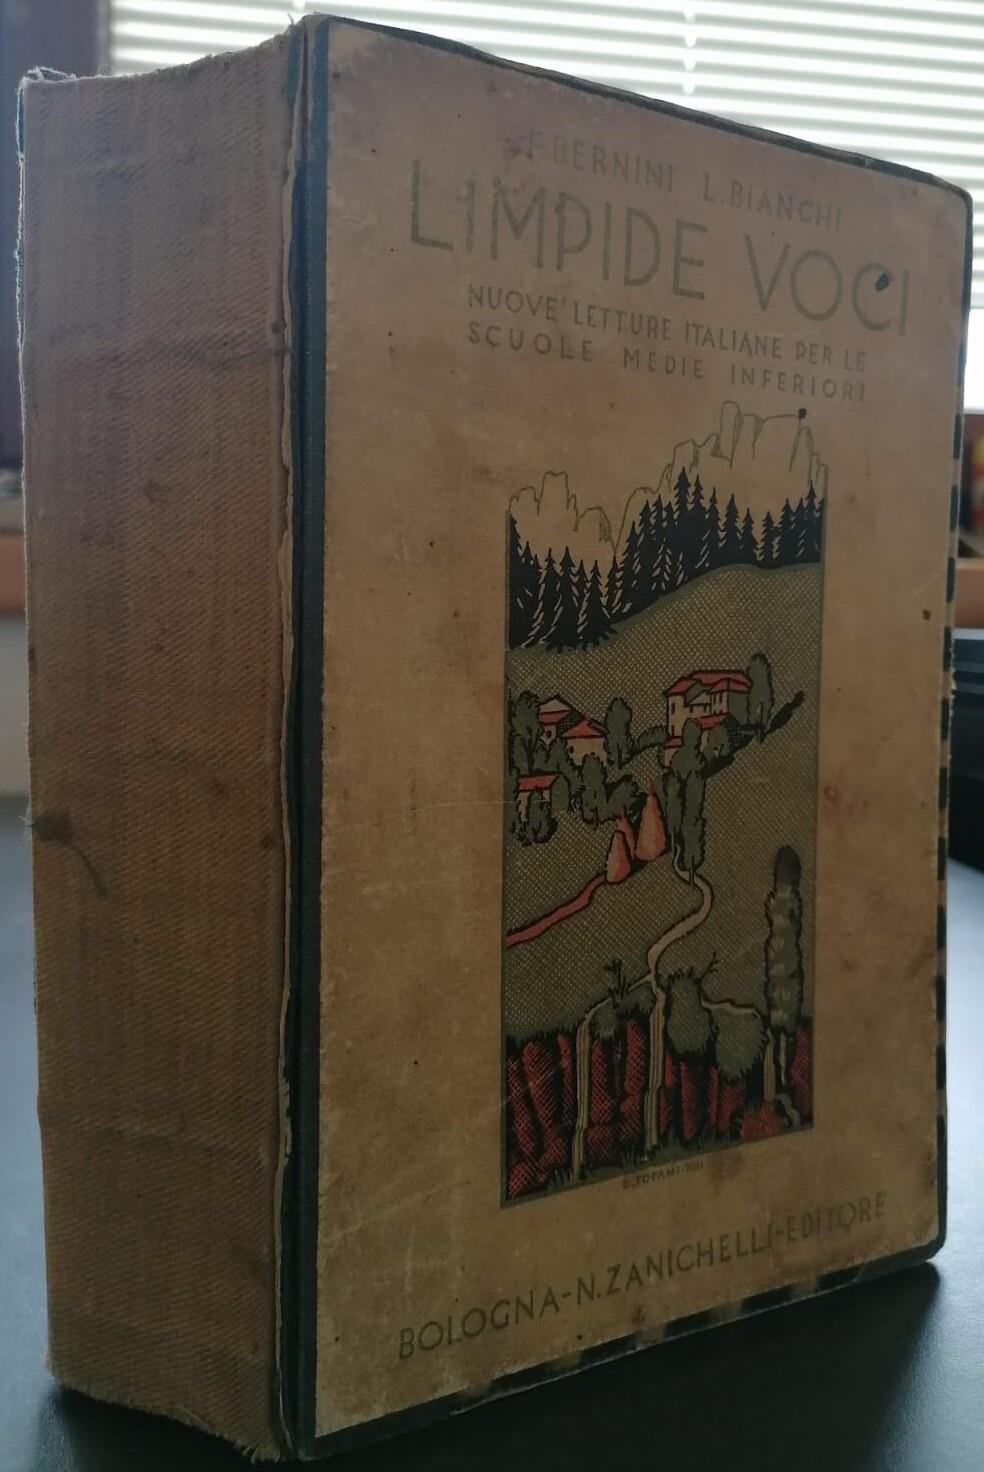 F. BERNINI L. BIANCHI
LIMPIDE VOCI
NUOVE LETTURE ITALIANE PER LE
SCUOLE MEDIE INFERIORI
BOLOGNA-N. ZANICHELLI-EDITORE